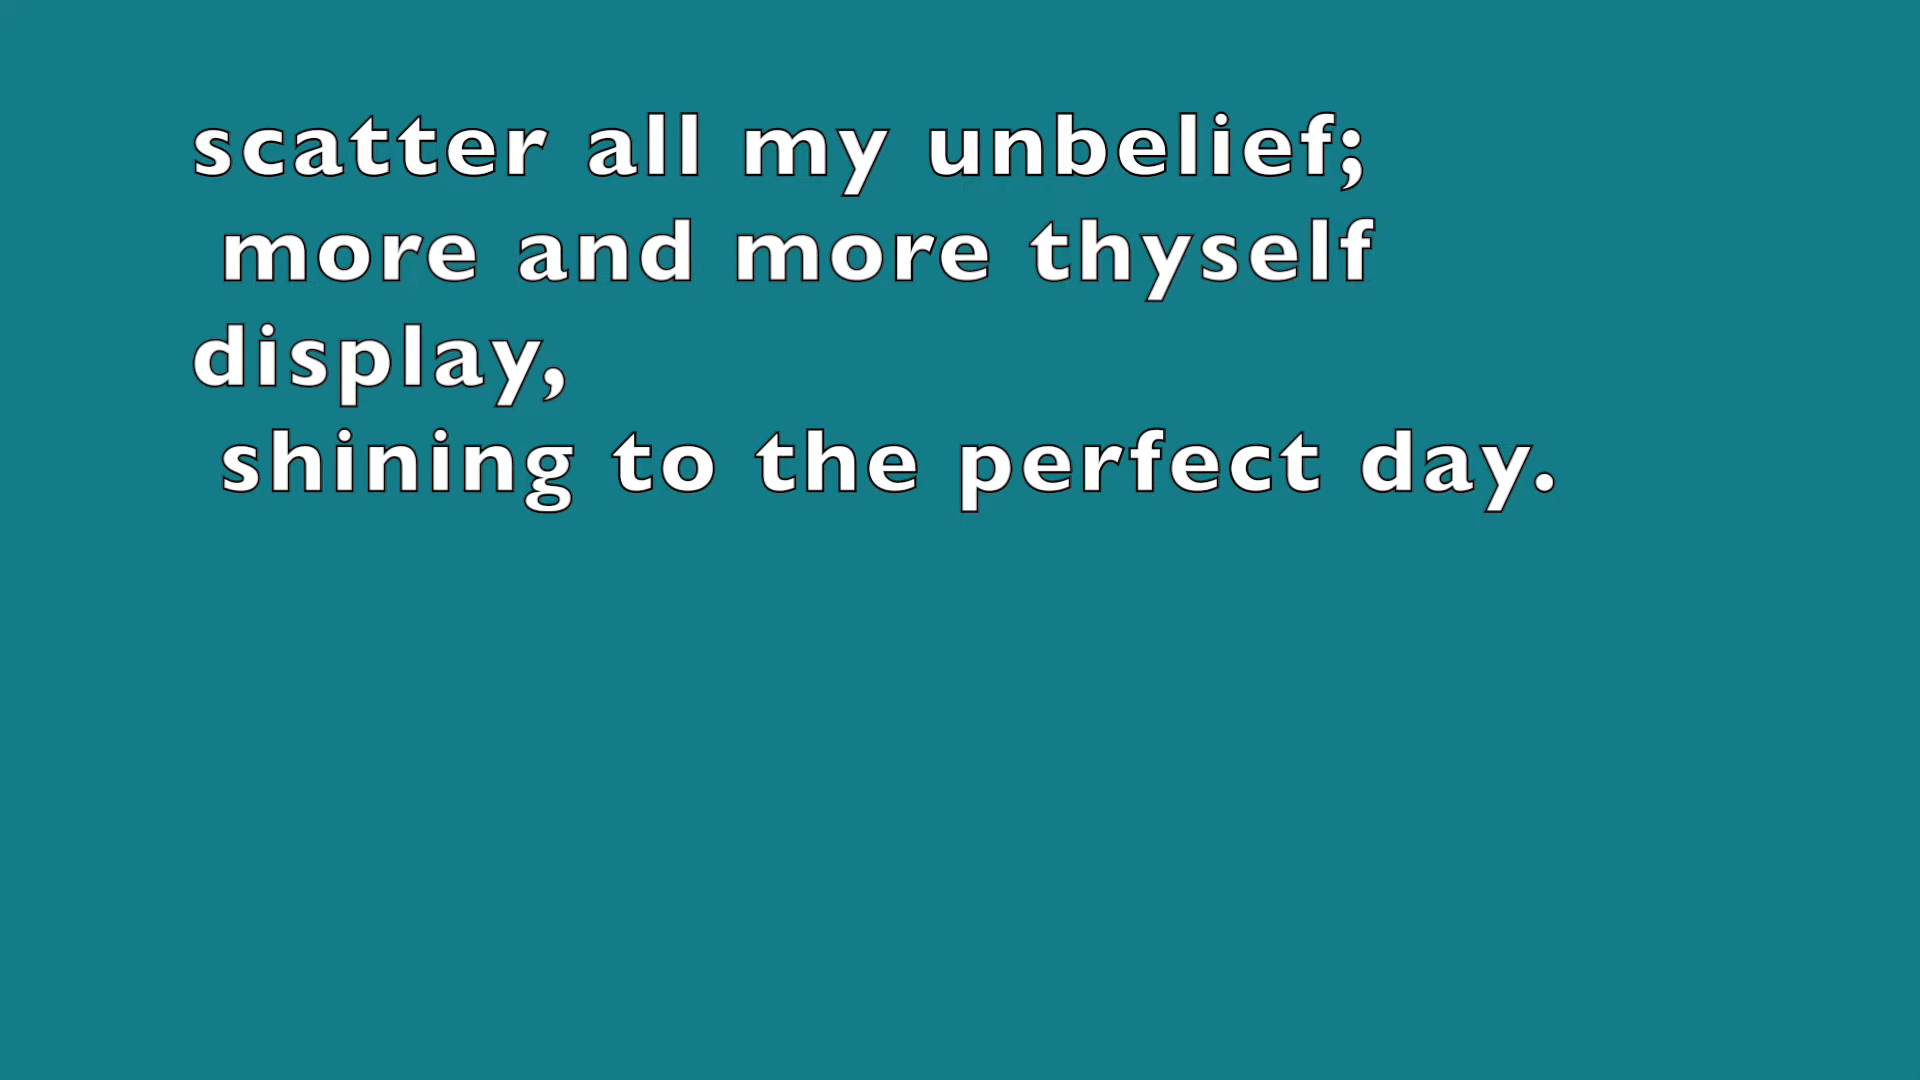 scatter all my unbelief;
more and more thyself
display,
shining to the perfect day.